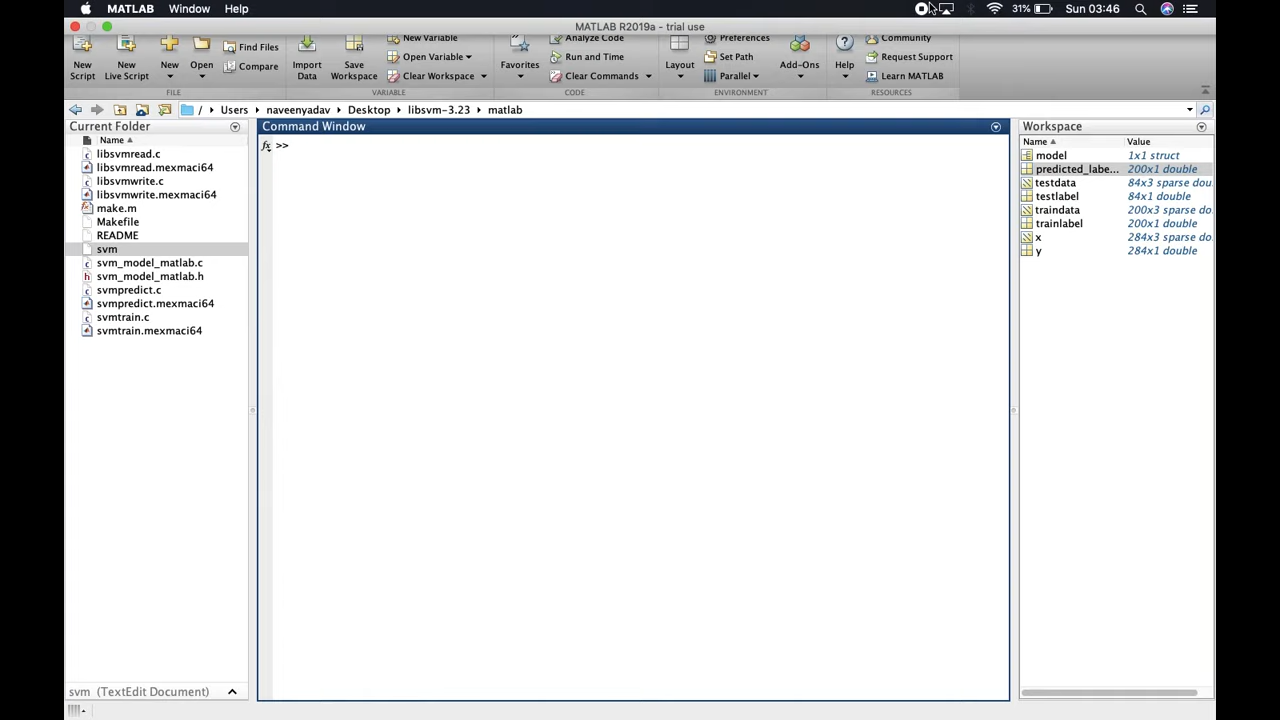 MATLAB Window Help 31% Sun 03:46
MATLAB R2019a - trial use
New Script
New Live Script
New
Open
Find Files
Compare
FILE
Import Data
Save Workspace
New Variable
Open Variable
Clear Workspace
VARIABLE
Favorites
Analyze Code
Run and Time
Clear Commands
CODE
Layout
Preferences
Set Path
Parallel
ENVIRONMENT
Add-Ons
Help
Community
Request Support
Learn MATLAB
RESOURCES
/ Users naveenyadav Desktop libsvm-3.23 matlab
Current Folder
Name
libsvmread.c
libsvmread.mexmaci64
libsvmwrite.c
libsvmwrite.mexmaci64
make.m
Makefile
README
svm
svm_model_matlab.c
svm_model_matlab.h
svmpredict.c
svmpredict.mexmaci64
svmtrain.c
svmtrain.mexmaci64
svm (TextEdit Document)
Command Window
fx >>
Workspace
Name Value
model 1x1 struct
predicted_labe... 200x1 double
testdata 84x3 sparse dou
testlabel 84x1 double
traindata 200x3 sparse do
trainlabel 200x1 double
x 284x3 sparse do
y 284x1 double